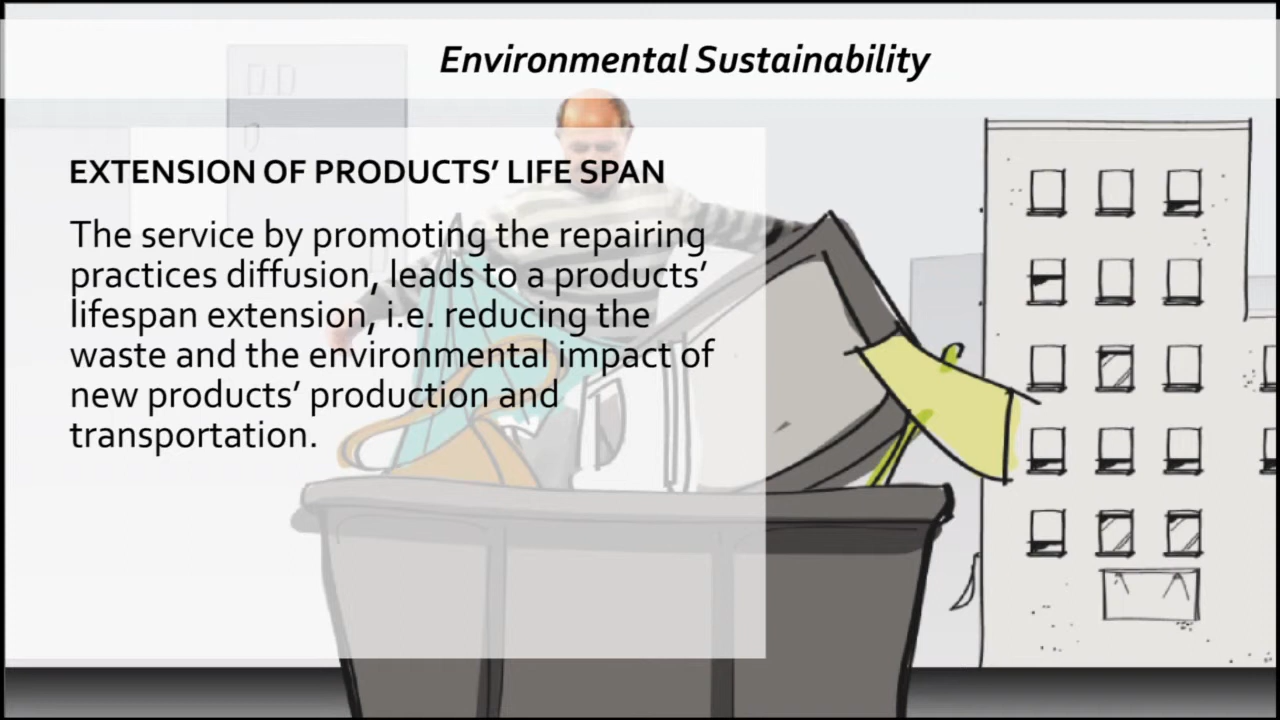 Environmental Sustainability
EXTENSION OF PRODUCTS’ LIFE SPAN
The service by promoting the repairing
practices diffusion, leads to a products’
lifespan extension, i.e. reducing the
waste and the environmental impact of
new products’ production and
transportation.